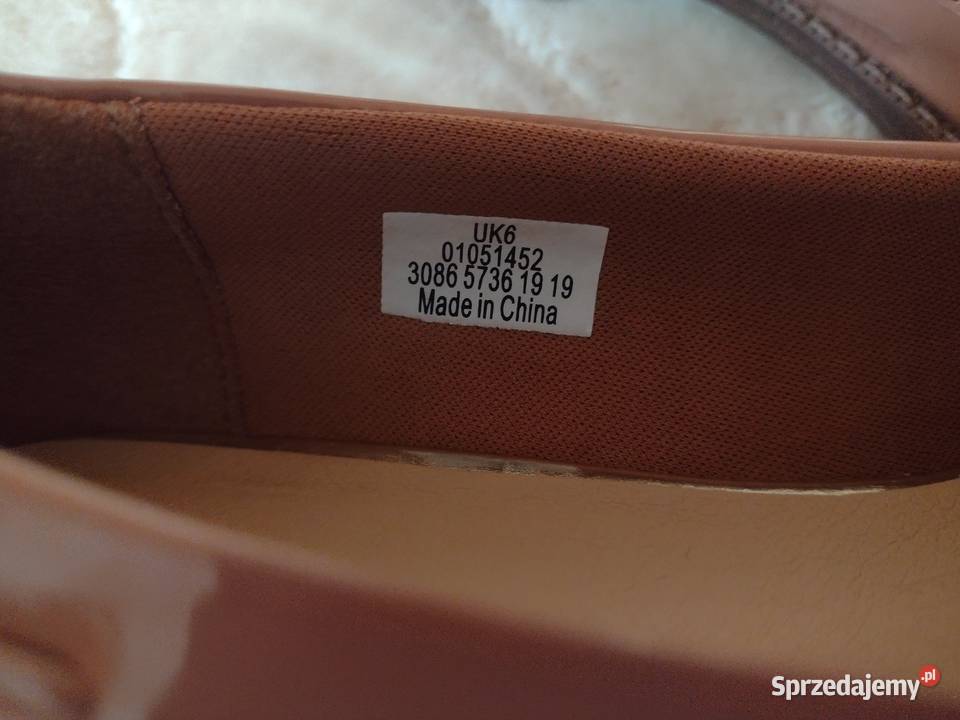 UK6
01051452
3086 5736 19 19
Made in China
Sprzedajemy.pl